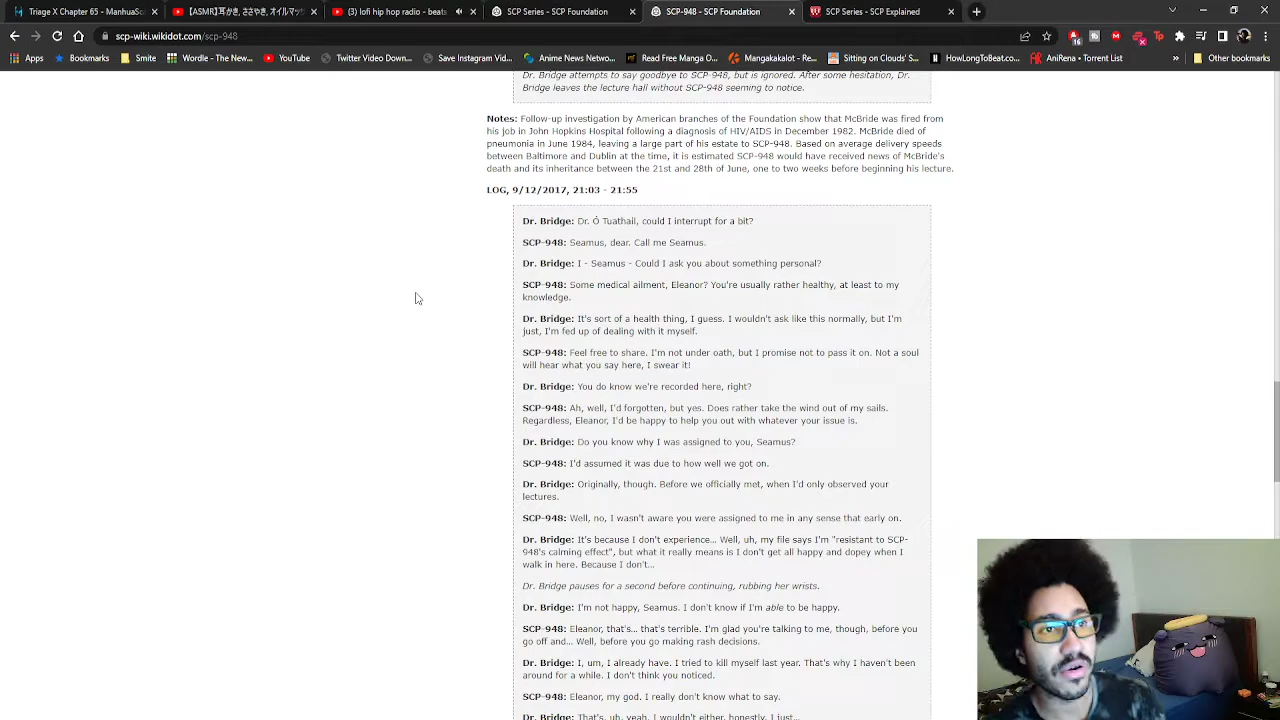 Triage X Chapter 65 - ManhuaSc
【ASMR】耳かき、ささやき、オイルマッ
(3) lofi hip hop radio - beats
SCP Series - SCP Foundation
SCP-948 - SCP Foundation
SCP Series - SCP Explained
scp-wiki.wikidot.com/scp-948
16
Apps
Bookmarks
Smite
Wordle - The New...
YouTube
Twitter Video Down...
Save Instagram Vid...
Anime News Netwo...
Read Free Manga O...
Mangakakalot - Re...
Sitting on Clouds' S...
HowLongToBeat.co...
AniRena | Torrent List
»
Other bookmarks
Dr. Bridge attempts to say goodbye to SCP-948, but is ignored. After some hesitation, Dr.
Bridge leaves the lecture hall without SCP-948 seeming to notice.
Notes: Follow-up investigation by American branches of the Foundation show that McBride was fired from
his job in John Hopkins Hospital following a diagnosis of HIV/AIDS in December 1982. McBride died of
pneumonia in June 1984, leaving a large part of his estate to SCP-948. Based on average delivery speeds
between Baltimore and Dublin at the time, it is estimated SCP-948 would have received news of McBride's
death and its inheritance between the 21st and 28th of June, one to two weeks before beginning his lecture.
LOG, 9/12/2017, 21:03 - 21:55
Dr. Bridge: Dr. Ó Tuathail, could I interrupt for a bit?
SCP-948: Seamus, dear. Call me Seamus.
Dr. Bridge: I - Seamus - Could I ask you about something personal?
SCP-948: Some medical ailment, Eleanor? You're usually rather healthy, at least to my
knowledge.
Dr. Bridge: It's sort of a health thing, I guess. I wouldn't ask like this normally, but I'm
just, I'm fed up of dealing with it myself.
SCP-948: Feel free to share. I'm not under oath, but I promise not to pass it on. Not a soul
will hear what you say here, I swear it!
Dr. Bridge: You do know we're recorded here, right?
SCP-948: Ah, well, I'd forgotten, but yes. Does rather take the wind out of my sails.
Regardless, Eleanor, I'd be happy to help you out with whatever your issue is.
Dr. Bridge: Do you know why I was assigned to you, Seamus?
SCP-948: I'd assumed it was due to how well we got on.
Dr. Bridge: Originally, though. Before we officially met, when I'd only observed your
lectures.
SCP-948: Well, no, I wasn't aware you were assigned to me in any sense that early on.
Dr. Bridge: It's because I don't experience... Well, uh, my file says I'm "resistant to SCP-
948's calming effect", but what it really means is I don't get all happy and dopey when I
walk in here. Because I don't...
Dr. Bridge pauses for a second before continuing, rubbing her wrists.
Dr. Bridge: I'm not happy, Seamus. I don't know if I'm able to be happy.
SCP-948: Eleanor, that's... that's terrible. I'm glad you're talking to me, though, before you
go off and... Well, before you go making rash decisions.
Dr. Bridge: I, um, I already have. I tried to kill myself last year. That's why I haven't been
around for a while. I don't think you noticed.
SCP-948: Eleanor, my god. I really don't know what to say.
Dr. Bridge: That's, uh, yeah. I wouldn't either, honestly. I just...